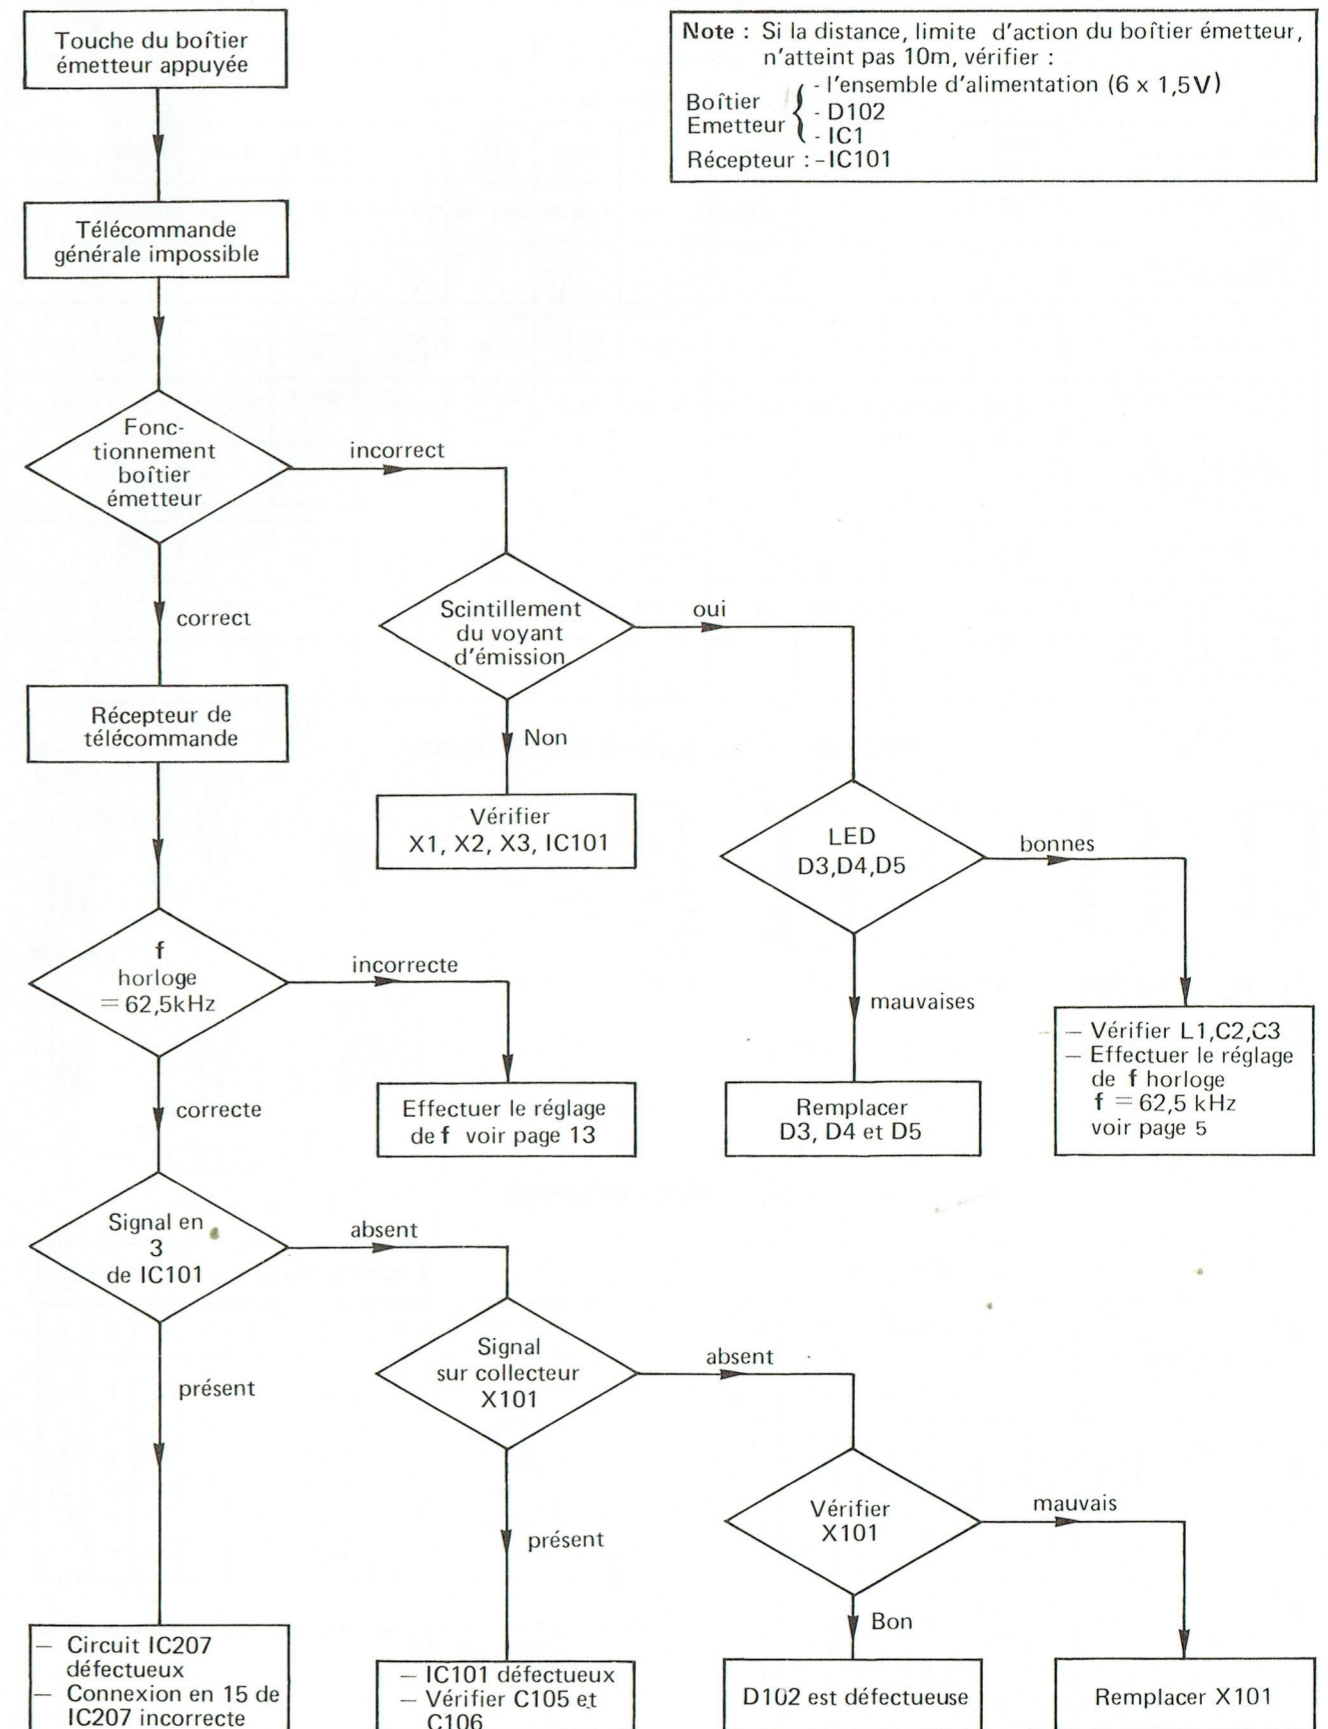 Touche du boîtier
émetteur appuyée
Note : Si la distance, limite d'action du boîtier émetteur,
n'atteint pas 10m, vérifier :
Boîtier
Emetteur
- l'ensemble d'alimentation (6 x 1,5V)
- D102
- IC1
Récepteur : -IC101
Télécommande
générale impossible
Fonc-
tionnement
boîtier
émetteur
incorrect
correct
Scintillement
du voyant
d'émission
oui
Non
Récepteur de
télécommande
Vérifier
X1, X2, X3, IC101
LED
D3,D4,D5
bonnes
mauvaises
f
horloge
= 62,5kHz
incorrecte
correcte
Effectuer le réglage
de f voir page 13
Remplacer
D3, D4 et D5
— Vérifier L1,C2,C3
— Effectuer le réglage
de f horloge
f = 62,5 kHz
voir page 5
Signal en
3
de IC101
absent
présent
Signal
sur collecteur
X101
absent
présent
Vérifier
X101
mauvais
Bon
— Circuit IC207
défectueux
— Connexion en 15 de
IC207 incorrecte
— IC101 défectueux
— Vérifier C105 et
C106
D102 est défectueuse
Remplacer X101